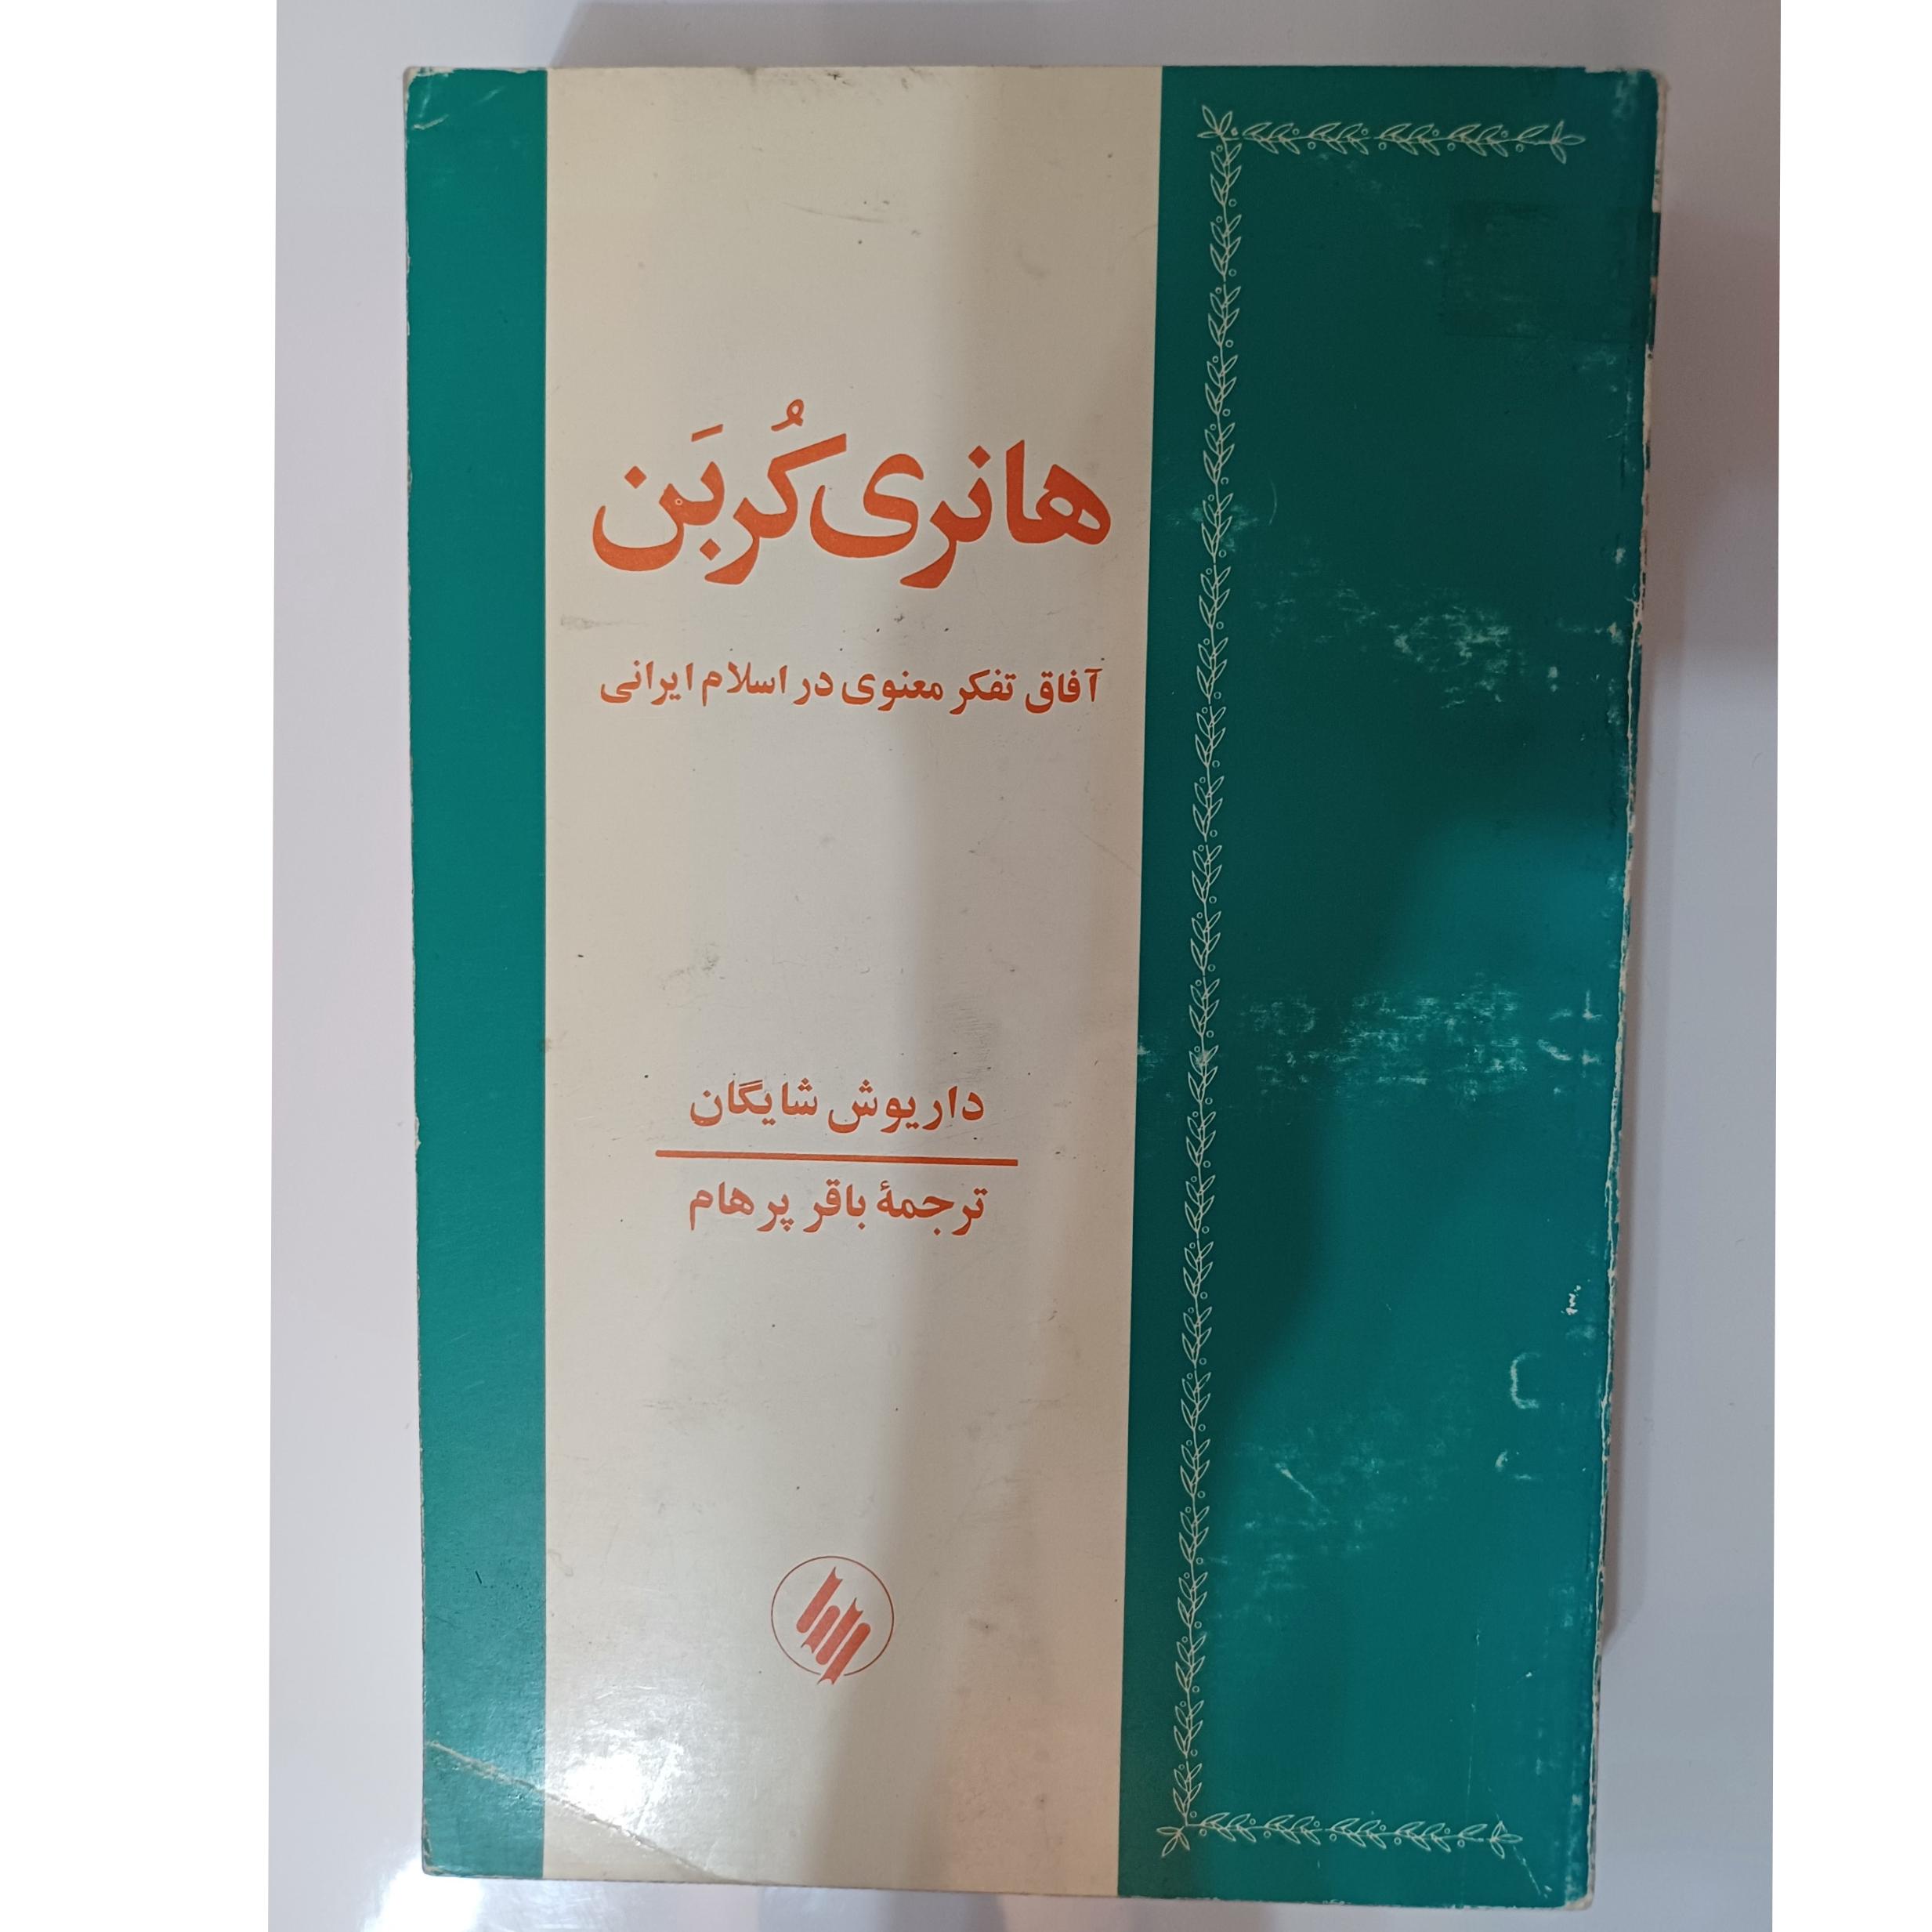 هانری کُربَن
آفاق تفکر معنوی در اسلام ایرانی
داریوش شایگان
ترجمهٔ باقر پرهام